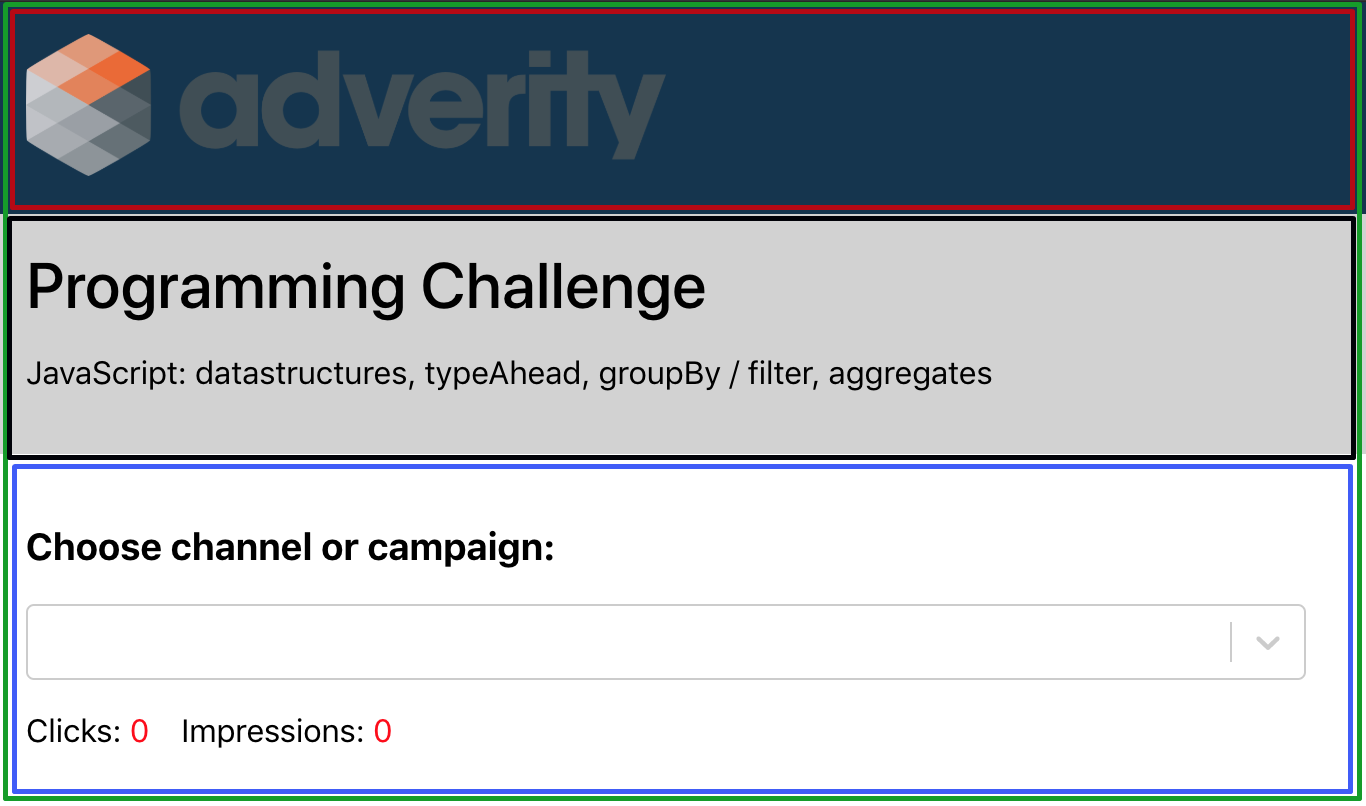 adverity
Programming Challenge
JavaScript: datastructures, typeAhead, groupBy / filter, aggregates
Choose channel or campaign:
Clicks: 0 Impressions: 0